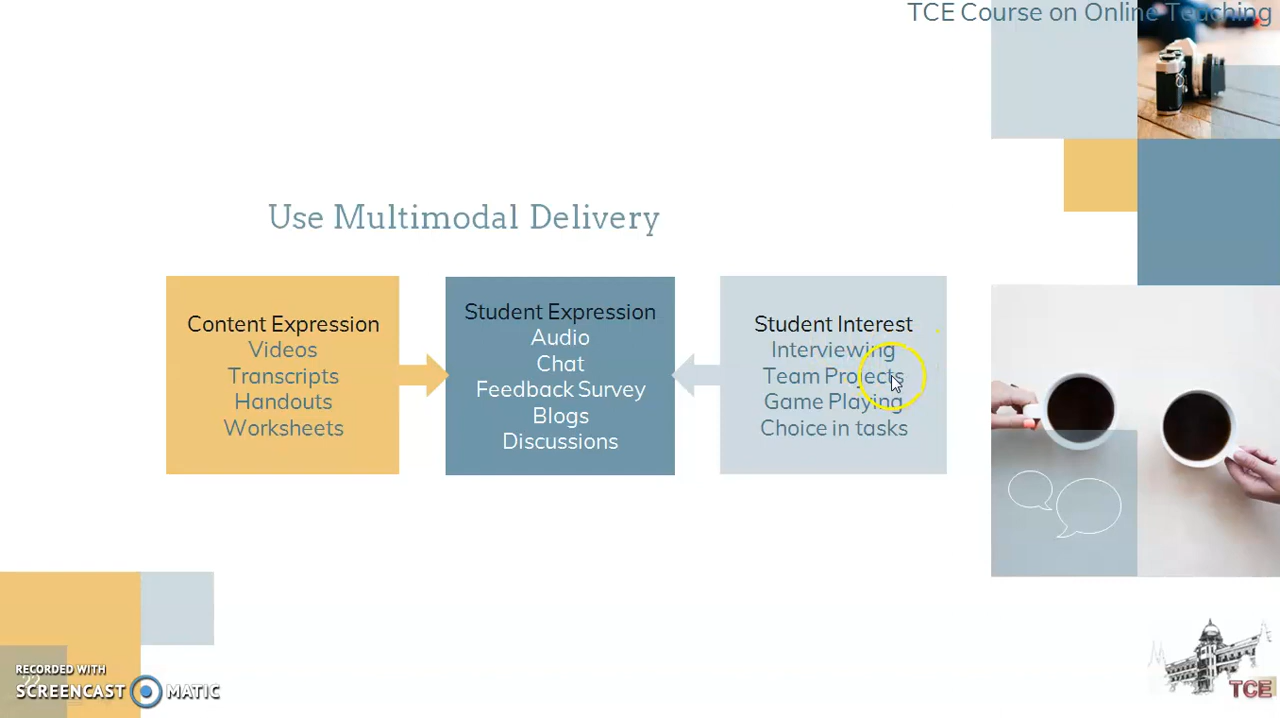 TCE Course on Online Teaching
Use Multimodal Delivery
Content Expression
Videos
Transcripts
Handouts
Worksheets
Student Expression
Audio
Chat
Feedback Survey
Blogs
Discussions
Student Interest
Interviewing
Team Projects
Game Playing
Choice in tasks
RECORDED WITH
SCREENCAST MATIC
TCE